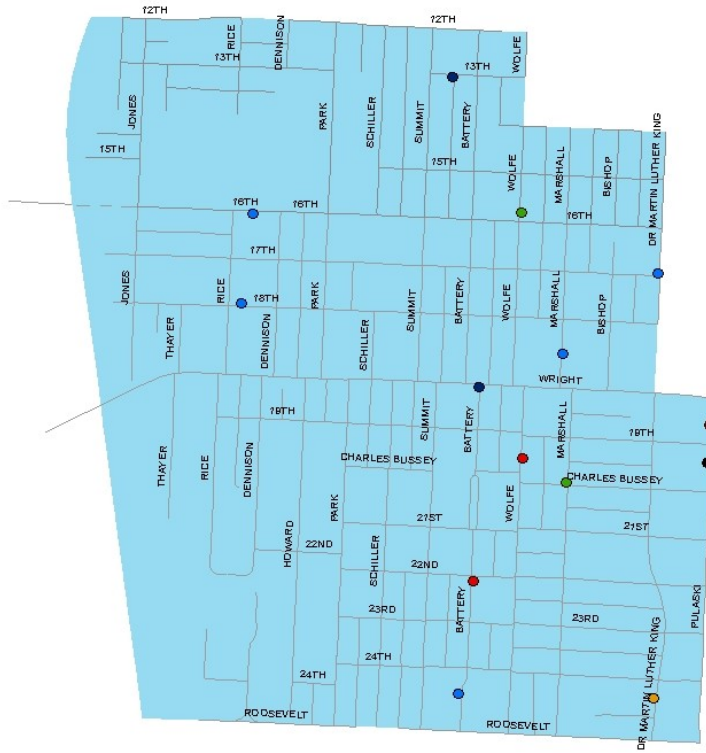 12TH
12TH
RICE
DENNISON
WOLFE
13TH
13TH
JONES
PARK
SCHILLER
SUMMIT
BATTERY
DR MARTIN LUTHER KING
15TH
15TH
WOLFE
MARSHALL
BISHOP
16TH
16TH
16TH
17TH
JONES
RICE
18TH
PARK
SUMMIT
BATTERY
WOLFE
MARSHALL
BISHOP
THAYER
DENNISON
SCHILLER
WRIGHT
19TH
SUMMIT
BATTERY
MARSHALL
19TH
THAYER
RICE
DENNISON
CHARLES BUSSEY
CHARLES BUSSEY
PARK
WOLFE
21ST
21ST
HOWARD
22ND
SCHILLER
22ND
BATTERY
PULASKI
23RD
23RD
24TH
24TH
DR MARTIN LUTHER KING
ROOSEVELT
ROOSEVELT